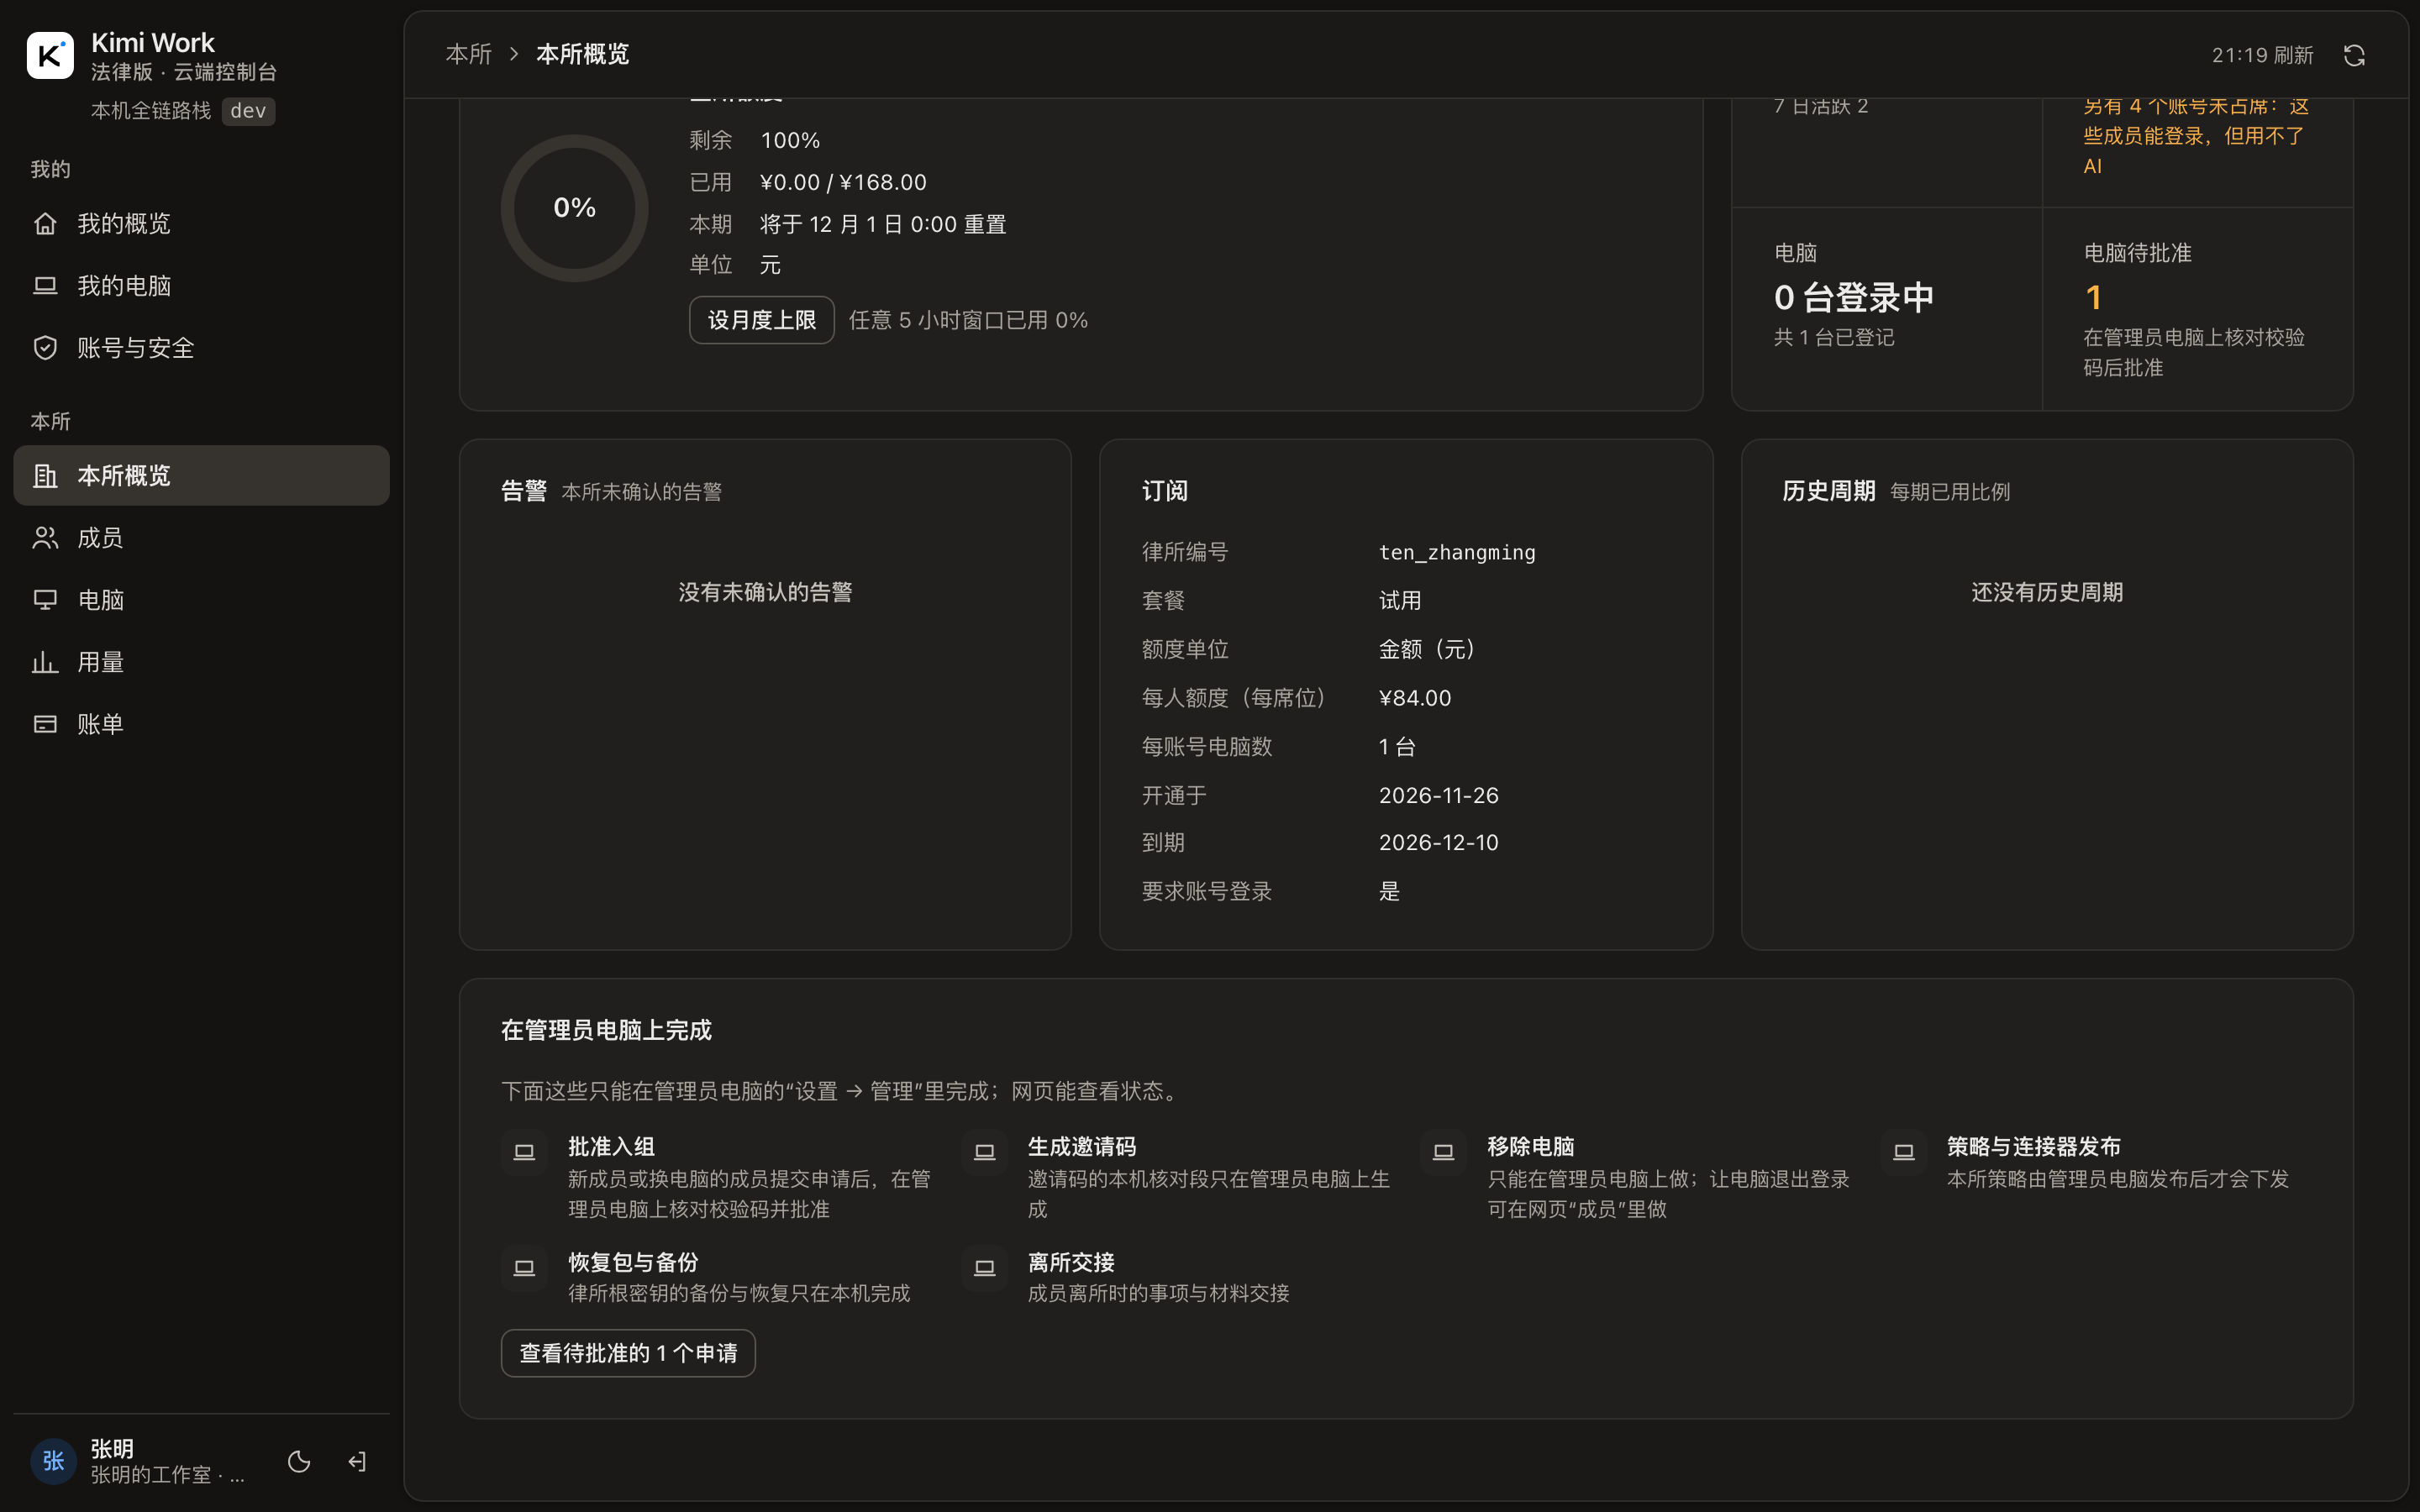 Kimi Work
法律版 · 云端控制台
本机全链路栈 dev
我的
我的概览
我的电脑
账号与安全
本所
本所概览
成员
电脑
用量
账单
张
张明
张明的工作室 · ...
本所 > 本所概览
21:19 刷新
0%
剩余 100%
已用 ¥0.00 / ¥168.00
本期 将于 12 月 1 日 0:00 重置
单位 元
设月度上限 任意 5 小时窗口已用 0%
7 日活跃 2
另有 4 个账号未占席：这
些成员能登录，但用不了
AI
电脑
0 台登录中
共 1 台已登记
电脑待批准
1
在管理员电脑上核对校验
码后批准
告警 本所未确认的告警
没有未确认的告警
订阅
律所编号 ten_zhangming
套餐 试用
额度单位 金额（元）
每人额度（每席位） ¥84.00
每账号电脑数 1 台
开通于 2026-11-26
到期 2026-12-10
要求账号登录 是
历史周期 每期已用比例
还没有历史周期
在管理员电脑上完成
下面这些只能在管理员电脑的“设置 → 管理”里完成；网页能查看状态。
批准入组
新成员或换电脑的成员提交申请后，在管
理员电脑上核对校验码并批准
生成邀请码
邀请码的本机核对段只在管理员电脑上生
成
移除电脑
只能在管理员电脑上做；让电脑退出登录
可在网页“成员”里做
策略与连接器发布
本所策略由管理员电脑发布后才会下发
恢复包与备份
律所根密钥的备份与恢复只在本机完成
离所交接
成员离所时的事项与材料交接
查看待批准的 1 个申请